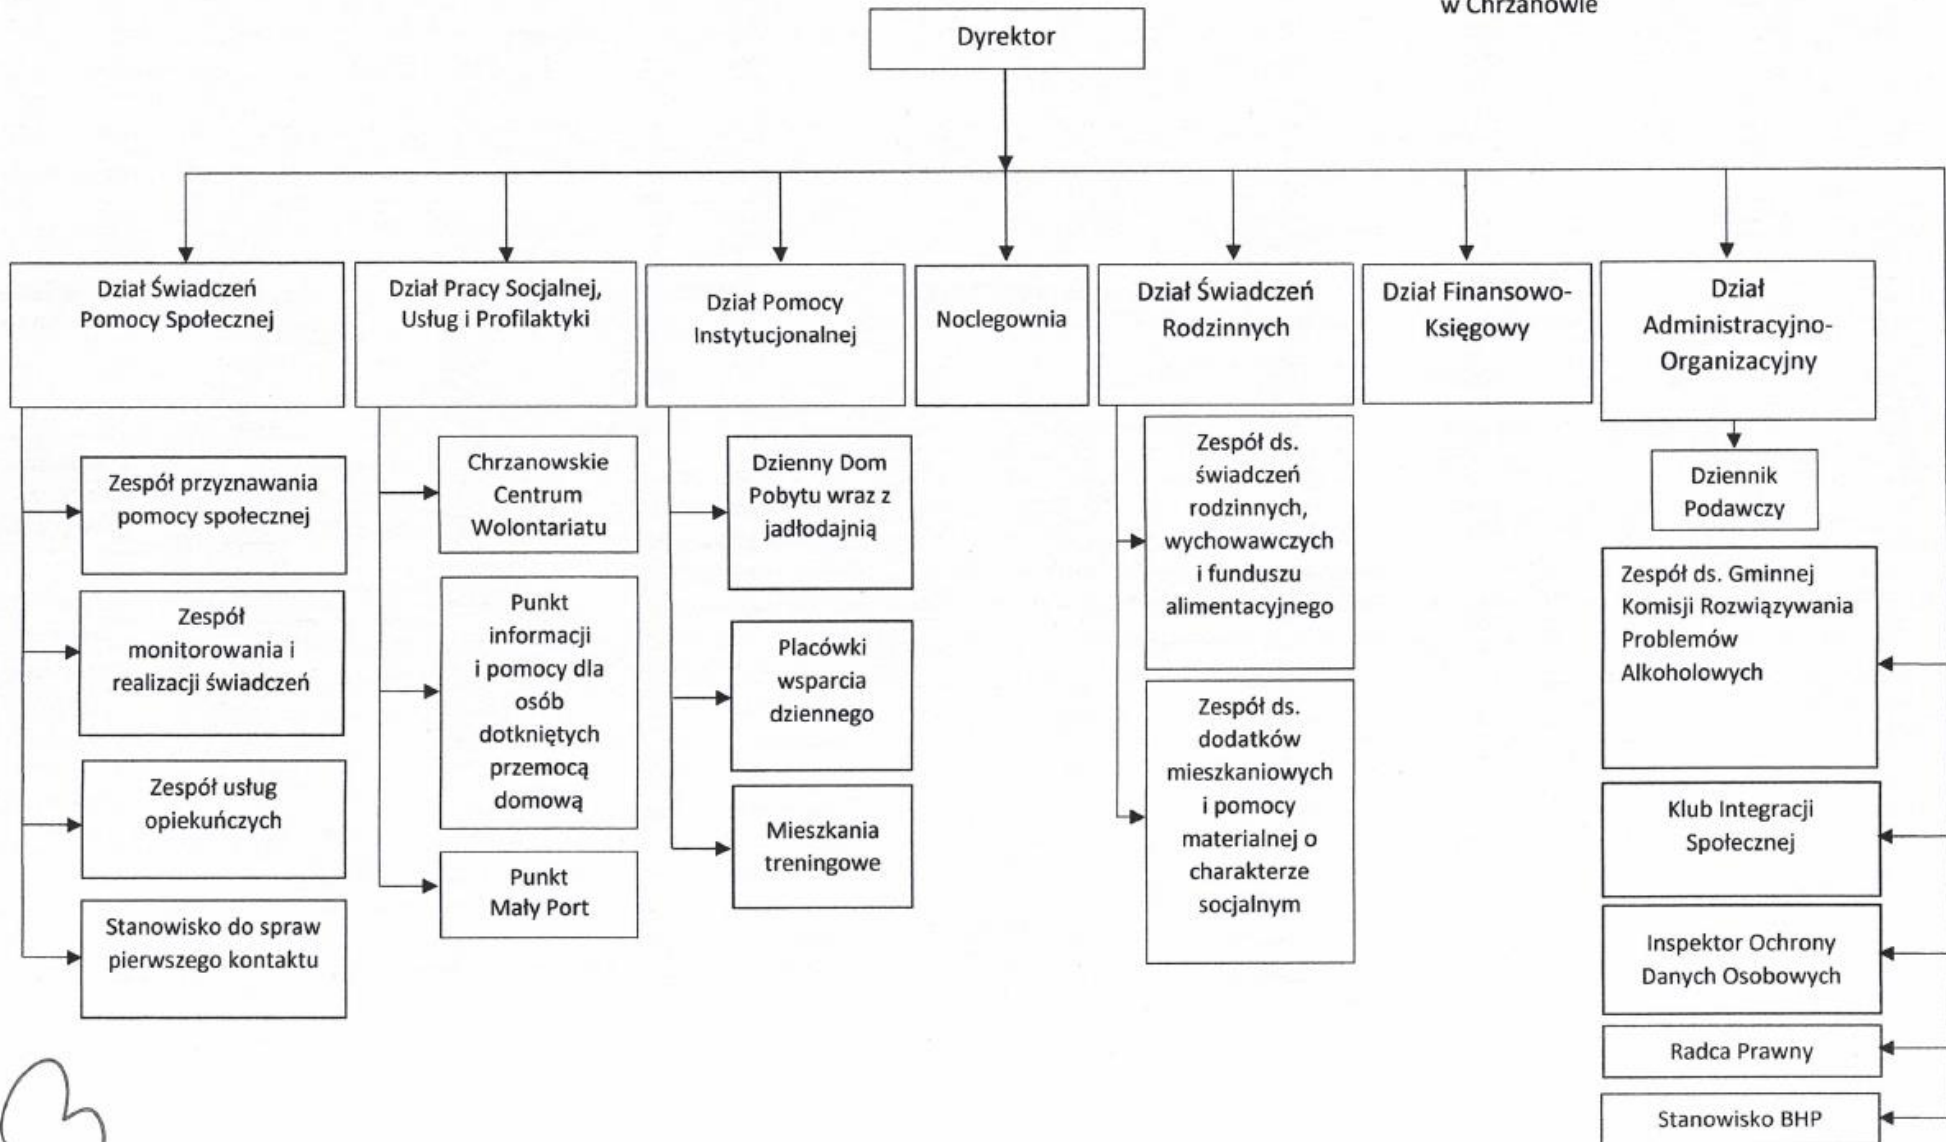 w Chrzanowie
Dyrektor
Dział Świadczeń
Pomocy Społecznej
Dział Pracy Socjalnej,
Usług i Profilaktyki
Dział Pomocy
Instytucjonalnej
Noclegownia
Dział Świadczeń
Rodzinnych
Dział Finansowo-
Księgowy
Dział
Administracyjno-
Organizacyjny
Zespół przyznawania
pomocy społecznej
Zespół
monitorowania i
realizacji świadczeń
Zespół usług
opiekuńczych
Stanowisko do spraw
pierwszego kontaktu
Chrzanowskie
Centrum
Wolontariatu
Punkt
informacji
i pomocy dla
osób
dotkniętych
przemocą
domową
Punkt
Mały Port
Dzienny Dom
Pobytu wraz z
jadłodajnią
Placówki
wsparcia
dziennego
Mieszkania
treningowe
Zespół ds.
świadczeń
rodzinnych,
wychowawczych
i funduszu
alimentacyjnego
Zespół ds.
dodatków
mieszkaniowych
i pomocy
materialnej o
charakterze
socjalnym
Dziennik
Podawczy
Zespół ds. Gminnej
Komisji Rozwiązywania
Problemów
Alkoholowych
Klub Integracji
Społecznej
Inspektor Ochrony
Danych Osobowych
Radca Prawny
Stanowisko BHP